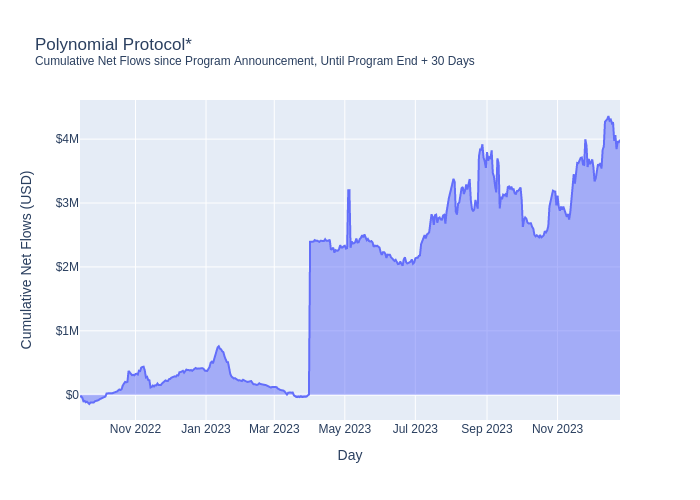 Polynomial Protocol*
Cumulative Net Flows since Program Announcement, Until Program End + 30 Days
Cumulative Net Flows (USD)
$4M
$3M
$2M
$1M
$0
Nov 2022
Jan 2023
Mar 2023
May 2023
Jul 2023
Sep 2023
Nov 2023
Day